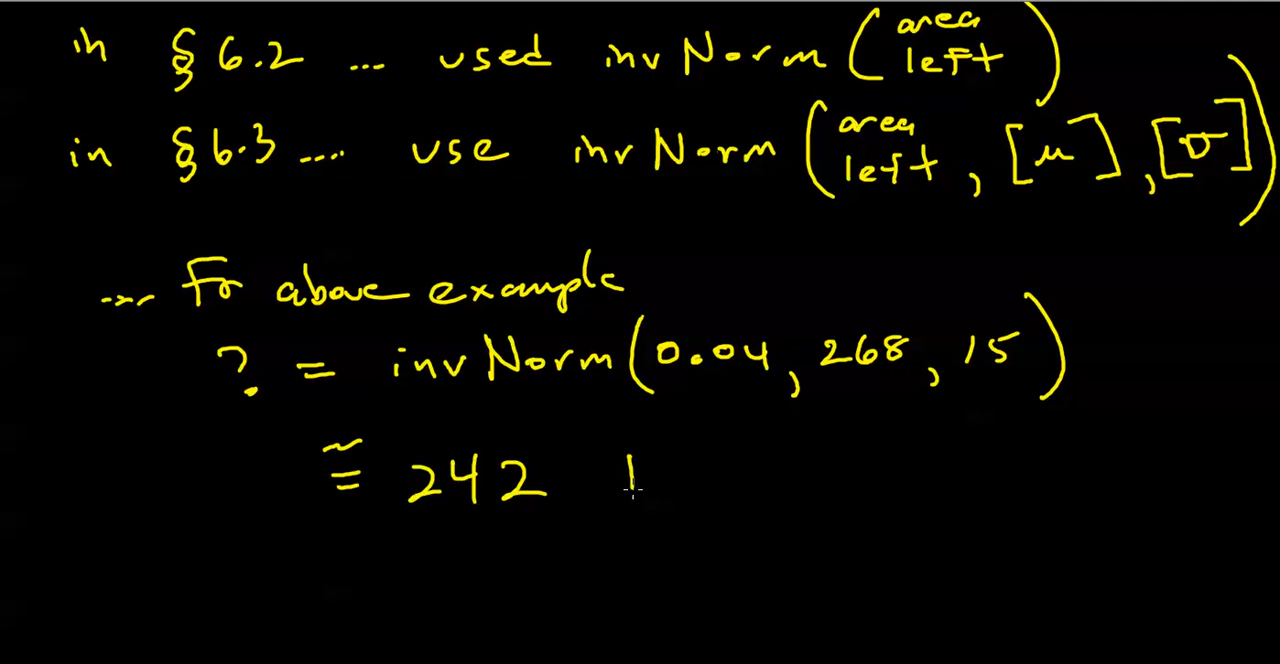 in § 6.2 ... used invNorm(area left)
in § 6.3 .... use invNorm(area left, [μ], [σ])
... For above example
? = invNorm(0.04, 268, 15)
≅ 242